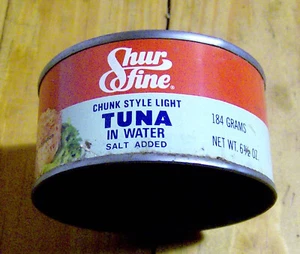 Shur
Fine®
CHUNK STYLE LIGHT
TUNA
IN WATER
SALT ADDED
184 GRAMS
NET WT. 6½ OZ.